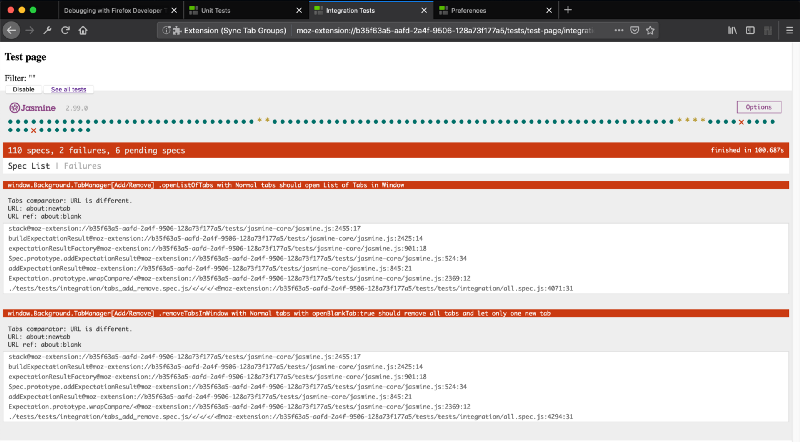 Debugging with Firefox Developer T
Unit Tests
Integration Tests
Preferences
Extension (Sync Tab Groups)
moz-extension://b35f63a5-aafd-2a4f-9506-128a73f177a5/tests/test-page/integrati
Test page
Filter: ""
Disable
See all tests
Jasmine 2.99.0
Options
110 specs, 2 failures, 6 pending specs
finished in 100.687s
Spec List | Failures
window.Background.TabManager[Add/Remove] .openListOfTabs with Normal tabs should open List of Tabs in Window
Tabs comparator: URL is different.
URL: about:newtab
URL ref: about:blank
stack@moz-extension://b35f63a5-aafd-2a4f-9506-128a73f177a5/tests/jasmine-core/jasmine.js:2455:17
buildExpectationResult@moz-extension://b35f63a5-aafd-2a4f-9506-128a73f177a5/tests/jasmine-core/jasmine.js:2425:14
expectationResultFactory@moz-extension://b35f63a5-aafd-2a4f-9506-128a73f177a5/tests/jasmine-core/jasmine.js:901:18
Spec.prototype.addExpectationResult@moz-extension://b35f63a5-aafd-2a4f-9506-128a73f177a5/tests/jasmine-core/jasmine.js:524:34
addExpectationResult@moz-extension://b35f63a5-aafd-2a4f-9506-128a73f177a5/tests/jasmine-core/jasmine.js:845:21
Expectation.prototype.wrapCompare/<@moz-extension://b35f63a5-aafd-2a4f-9506-128a73f177a5/tests/jasmine-core/jasmine.js:2369:12
./tests/tests/integration/tabs_add_remove.spec.js/</</</<@moz-extension://b35f63a5-aafd-2a4f-9506-128a73f177a5/tests/tests/integration/all.spec.js:4071:31
window.Background.TabManager[Add/Remove] .removeTabsInWindow with Normal tabs with openBlankTab:true should remove all tabs and let only one new tab
Tabs comparator: URL is different.
URL: about:newtab
URL ref: about:blank
stack@moz-extension://b35f63a5-aafd-2a4f-9506-128a73f177a5/tests/jasmine-core/jasmine.js:2455:17
buildExpectationResult@moz-extension://b35f63a5-aafd-2a4f-9506-128a73f177a5/tests/jasmine-core/jasmine.js:2425:14
expectationResultFactory@moz-extension://b35f63a5-aafd-2a4f-9506-128a73f177a5/tests/jasmine-core/jasmine.js:901:18
Spec.prototype.addExpectationResult@moz-extension://b35f63a5-aafd-2a4f-9506-128a73f177a5/tests/jasmine-core/jasmine.js:524:34
addExpectationResult@moz-extension://b35f63a5-aafd-2a4f-9506-128a73f177a5/tests/jasmine-core/jasmine.js:845:21
Expectation.prototype.wrapCompare/<@moz-extension://b35f63a5-aafd-2a4f-9506-128a73f177a5/tests/jasmine-core/jasmine.js:2369:12
./tests/tests/integration/tabs_add_remove.spec.js/</</</<@moz-extension://b35f63a5-aafd-2a4f-9506-128a73f177a5/tests/tests/integration/all.spec.js:4294:31